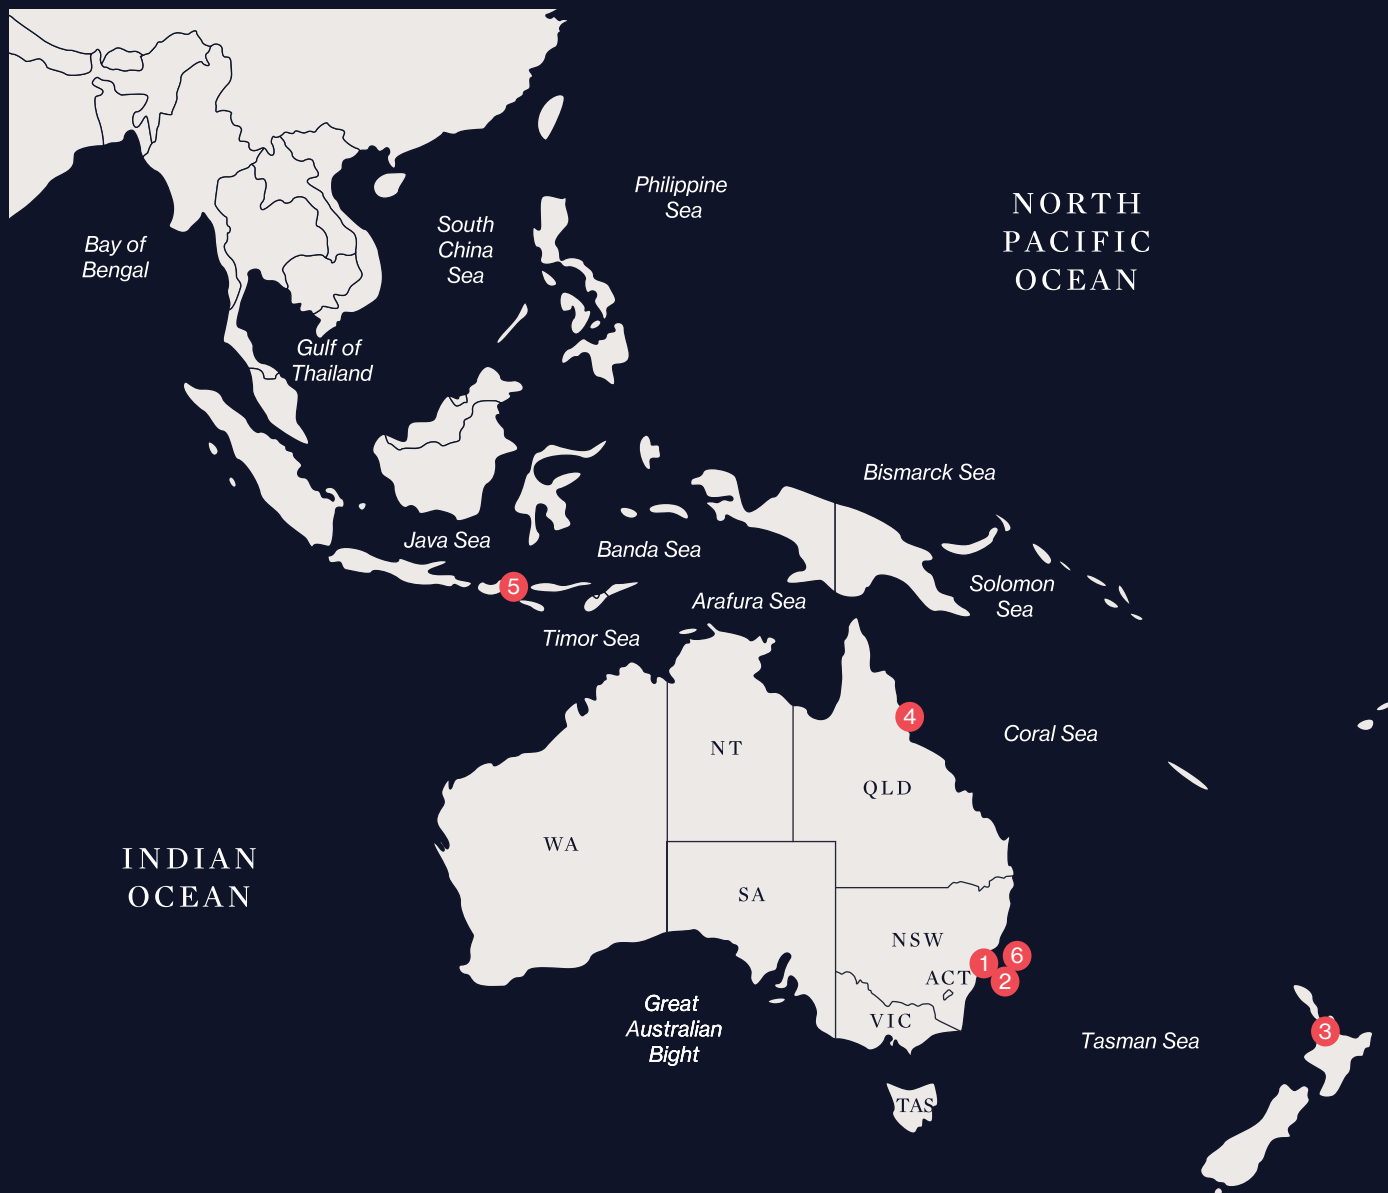 Philippine
Sea
NORTH
PACIFIC
OCEAN
South
China
Sea
Bay of
Bengal
Gulf of
Thailand
Bismarck Sea
Java Sea
Banda Sea
5
Solomon
Sea
Arafura Sea
Timor Sea
4
Coral Sea
NT
QLD
WA
INDIAN
OCEAN
SA
NSW
1
6
2
ACT
Great
Australian
Bight
VIC
3
Tasman Sea
TAS